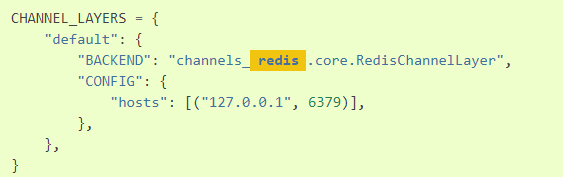 CHANNEL_LAYERS = {
    "default": {
        "BACKEND": "channels_redis.core.RedisChannelLayer",
        "CONFIG": {
            "hosts": [("127.0.0.1", 6379)],
        },
    },
}